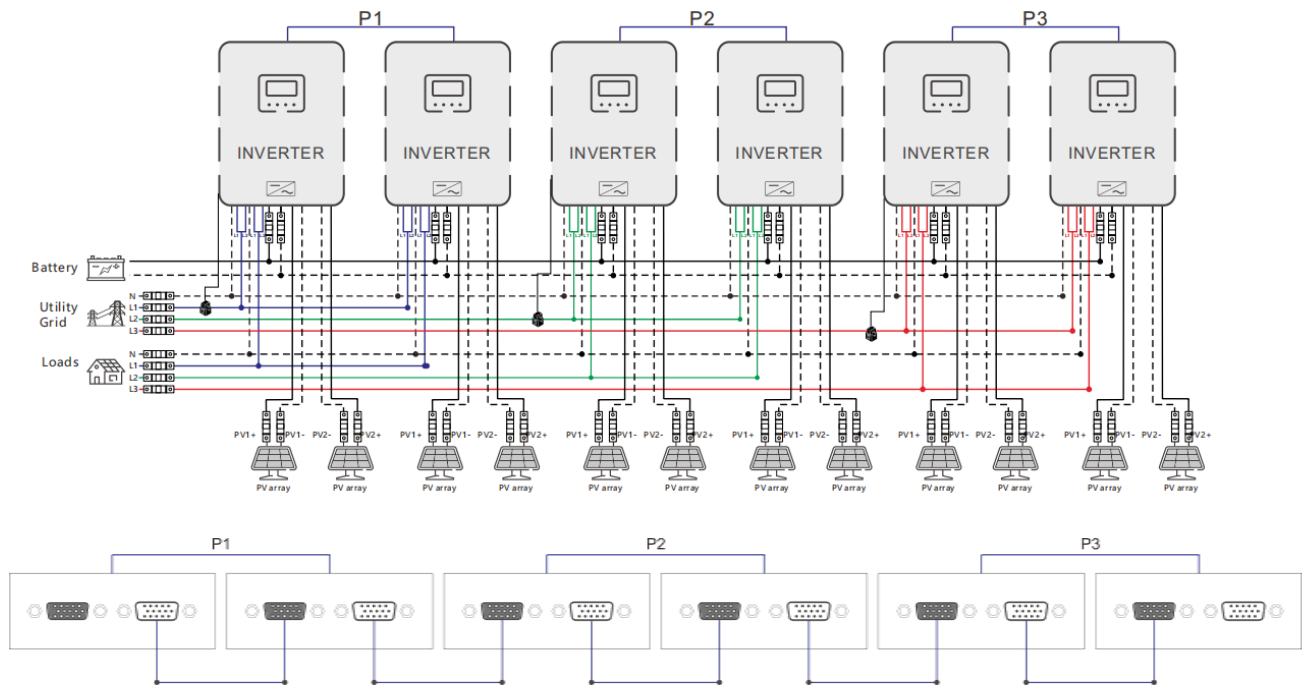 P1 P2 P3
INVERTER INVERTER INVERTER INVERTER INVERTER INVERTER
Battery
Utility
Grid
N
L1
L2
L3
Loads
N
L1
L2
L3
PV1+ PV1- PV2- PV2+ PV1+ PV1- PV2- PV2+ PV1+ PV1- PV2- PV2+ PV1+ PV1- PV2- PV2+ PV1+ PV1- PV2- PV2+ PV1+ PV1- PV2- PV2+
PV array PV array PV array PV array PV array PV array PV array PV array PV array PV array PV array PV array
P1 P2 P3